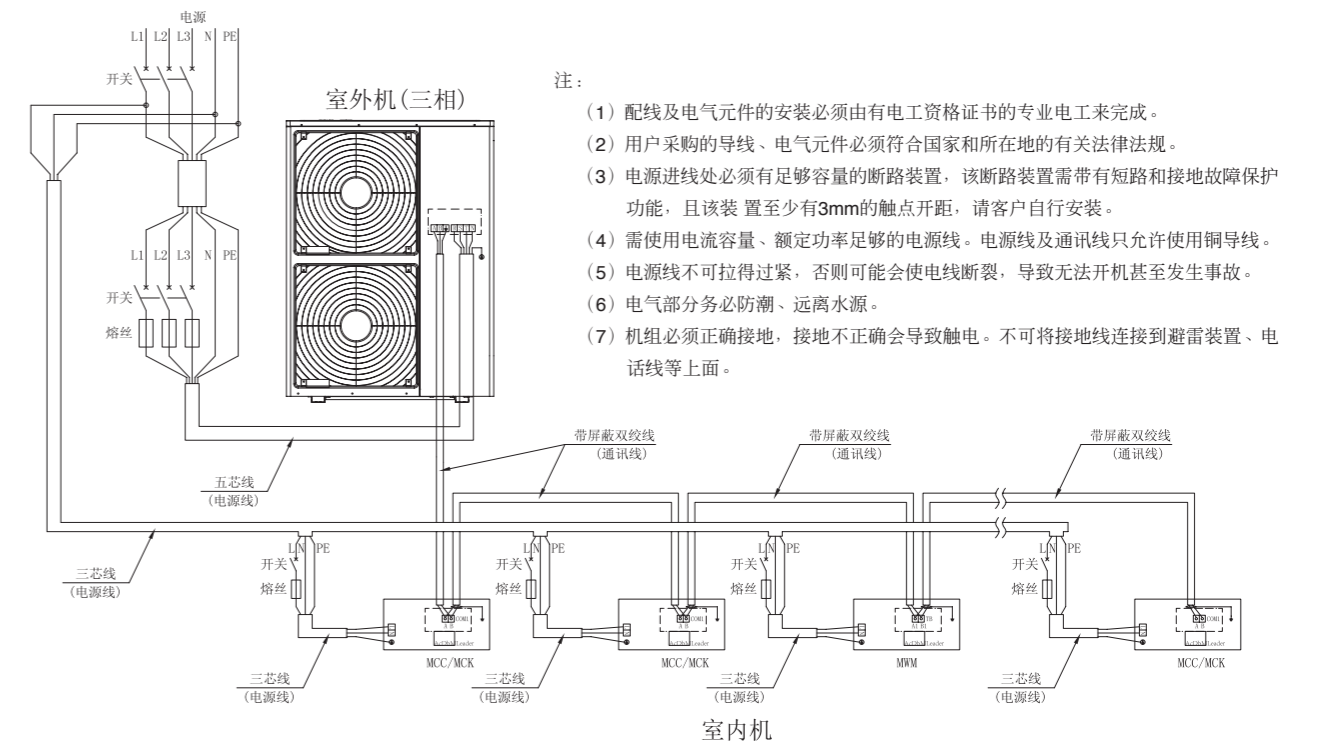 电源
L1 L2 L3 N PE
开关
室外机(三相)
L1 L2 L3 N PE
开关
熔丝
注：
（1）配线及电气元件的安装必须由有电工资格证书的专业电工来完成。
（2）用户采购的导线、电气元件必须符合国家和所在地的有关法律法规。
（3）电源进线处必须有足够容量的断路装置，该断路装置需带有短路和接地故障保护
功能，且该装 置至少有3mm的触点开距，请客户自行安装。
（4）需使用电流容量、额定功率足够的电源线。电源线及通讯线只允许使用铜导线。
（5）电源线不可拉得过紧，否则可能会使电线断裂，导致无法开机甚至发生事故。
（6）电气部分务必防潮、远离水源。
（7）机组必须正确接地，接地不正确会导致触电。不可将接地线连接到避雷装置、电
话线等上面。
五芯线
(电源线)
带屏蔽双绞线
(通讯线)
带屏蔽双绞线
(通讯线)
带屏蔽双绞线
(通讯线)
三芯线
(电源线)
L N PE
开关
熔丝
COM1
A B
MCC/MCK
三芯线
(电源线)
L N PE
开关
熔丝
COM1
A B
MCC/MCK
三芯线
(电源线)
L N PE
开关
熔丝
TB
A1 B1
MWM
三芯线
(电源线)
L N PE
开关
熔丝
COM1
A B
MCC/MCK
三芯线
(电源线)
室内机